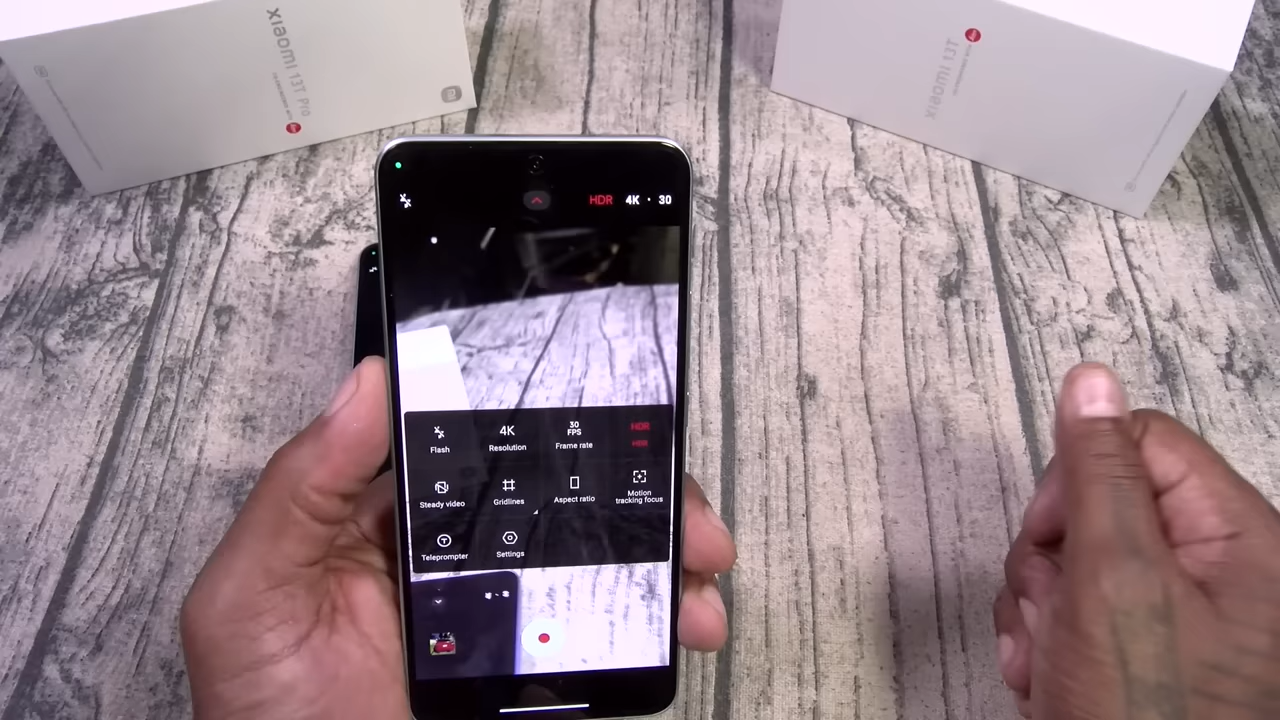 Xiaomi 13T Pro
Xiaomi 13T
HDR 4K · 30
Flash
4K
Resolution
30
FPS
Frame rate
HDR
HDR
Steady video
Gridlines
Aspect ratio
Motion
tracking focus
Teleprompter
Settings